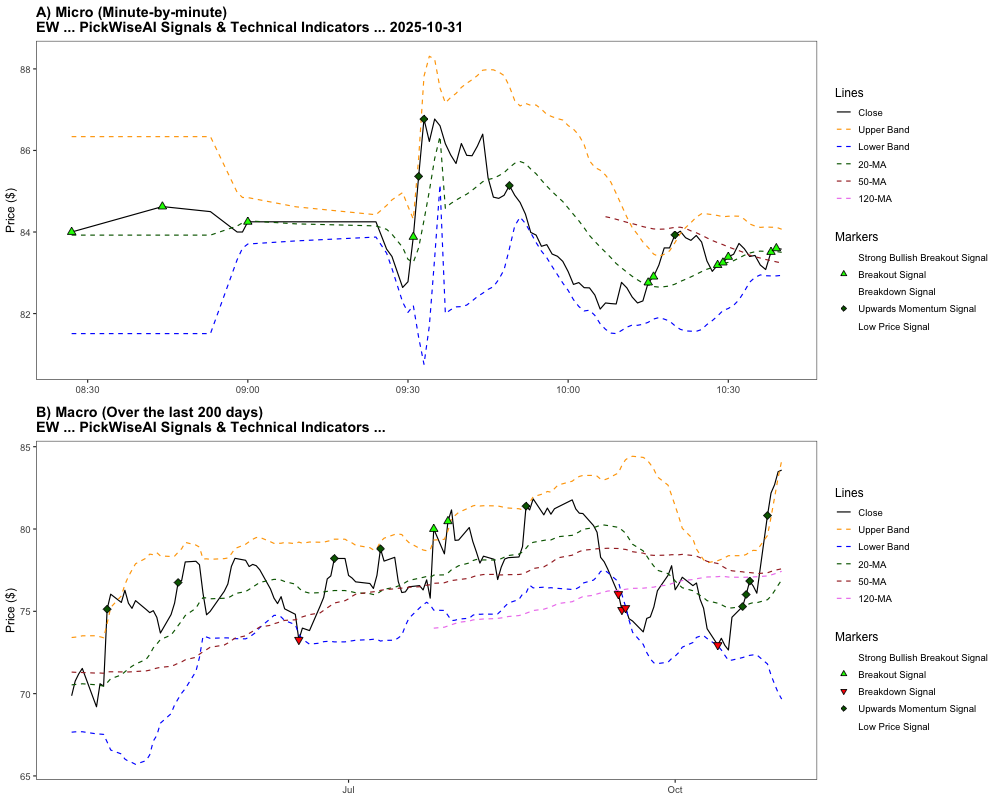 A) Micro (Minute-by-minute)
EW ... PickWiseAI Signals & Technical Indicators ... 2025-10-31
Price ($)
88
86
84
82
08:30
09:00
09:30
10:00
10:30
Lines
Close
Upper Band
Lower Band
20-MA
50-MA
120-MA
Markers
Strong Bullish Breakout Signal
Breakout Signal
Breakdown Signal
Upwards Momentum Signal
Low Price Signal
B) Macro (Over the last 200 days)
EW ... PickWiseAI Signals & Technical Indicators ...
Price ($)
85
80
75
70
65
Jul
Oct
Lines
Close
Upper Band
Lower Band
20-MA
50-MA
120-MA
Markers
Strong Bullish Breakout Signal
Breakout Signal
Breakdown Signal
Upwards Momentum Signal
Low Price Signal